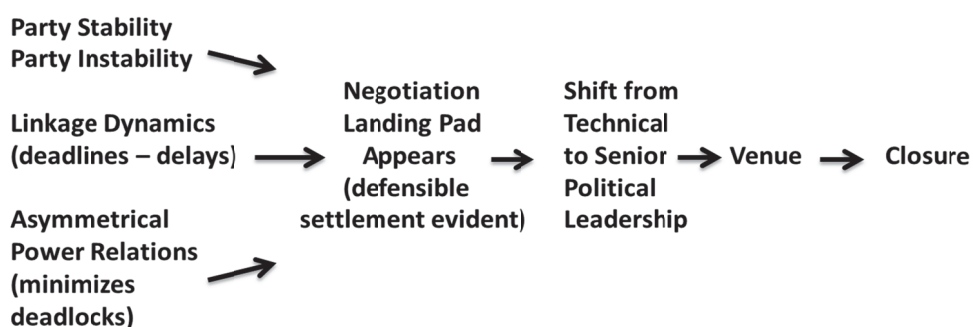 Party Stability
Party Instability
Linkage Dynamics
(deadlines – delays)
Asymmetrical
Power Relations
(minimizes
deadlocks)
Negotiation
Landing Pad
Appears
(defensible
settlement evident)
Shift from
Technical
to Senior
Political
Leadership
Venue
Closure